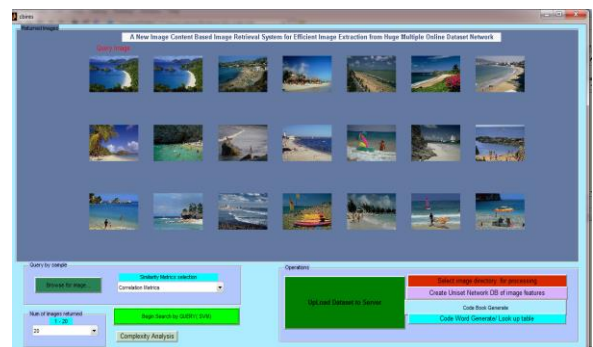 cbires
Returned Images
A New Image Content Based Image Retrieval System for Efficient Image Extraction from Huge Multiple Online Dataset Network
Query Image
Query by sample
Browse for image...
Similarity Metrics selection
Correlation Metrics
Num of Images returned
1 - 20
20
Begin Search by QUERY( SVM)
Complexity Analysis
Operations
UpLoad Dataset to Server
Select image directory for processing
Create Uniset Network DB of image features
Code Book Generate
Code Word Generate/ Look up table